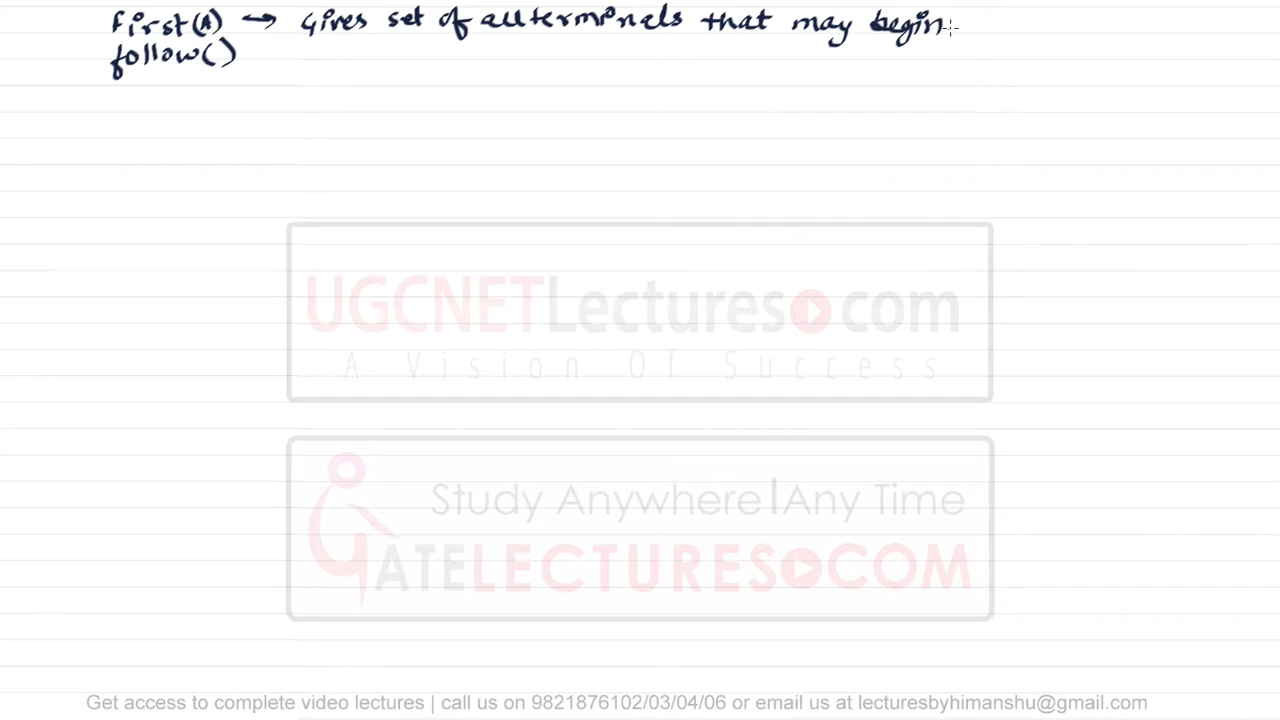 first(A) → Gives set of all terminals that may begin
follow()
UGCNETLectures.com
A Vision Of Success
Study Anywhere|Any Time
GATELECTURES.COM
Get access to complete video lectures | call us on 9821876102/03/04/06 or email us at lecturesbyhimanshu@gmail.com